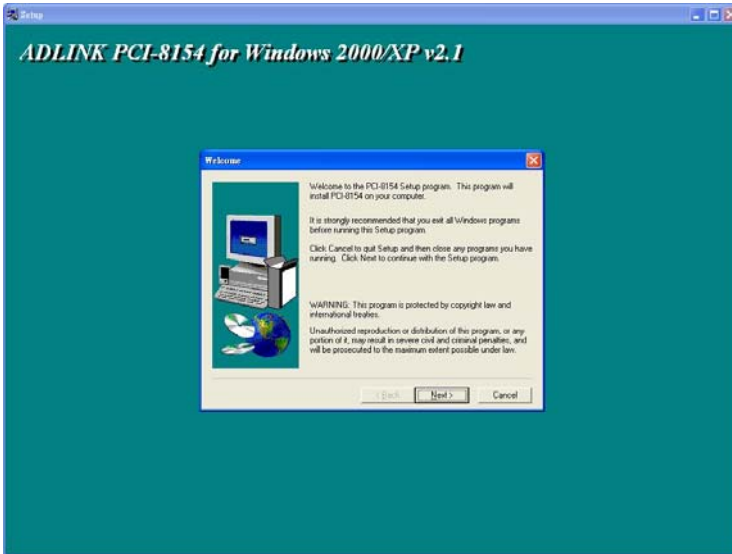 Setup
ADLINK PCI-8154 for Windows 2000/XP v2.1
Welcome
Welcome to the PCI-8154 Setup program. This program will
install PCI-8154 on your computer.
It is strongly recommended that you exit all Windows programs
before running this Setup program.
Click Cancel to quit Setup and then close any programs you have
running. Click Next to continue with the Setup program.
WARNING: This program is protected by copyright law and
international treaties.
Unauthorized reproduction or distribution of this program, or any
portion of it, may result in severe civil and criminal penalties, and
will be prosecuted to the maximum extent possible under law.
< Back Next > Cancel